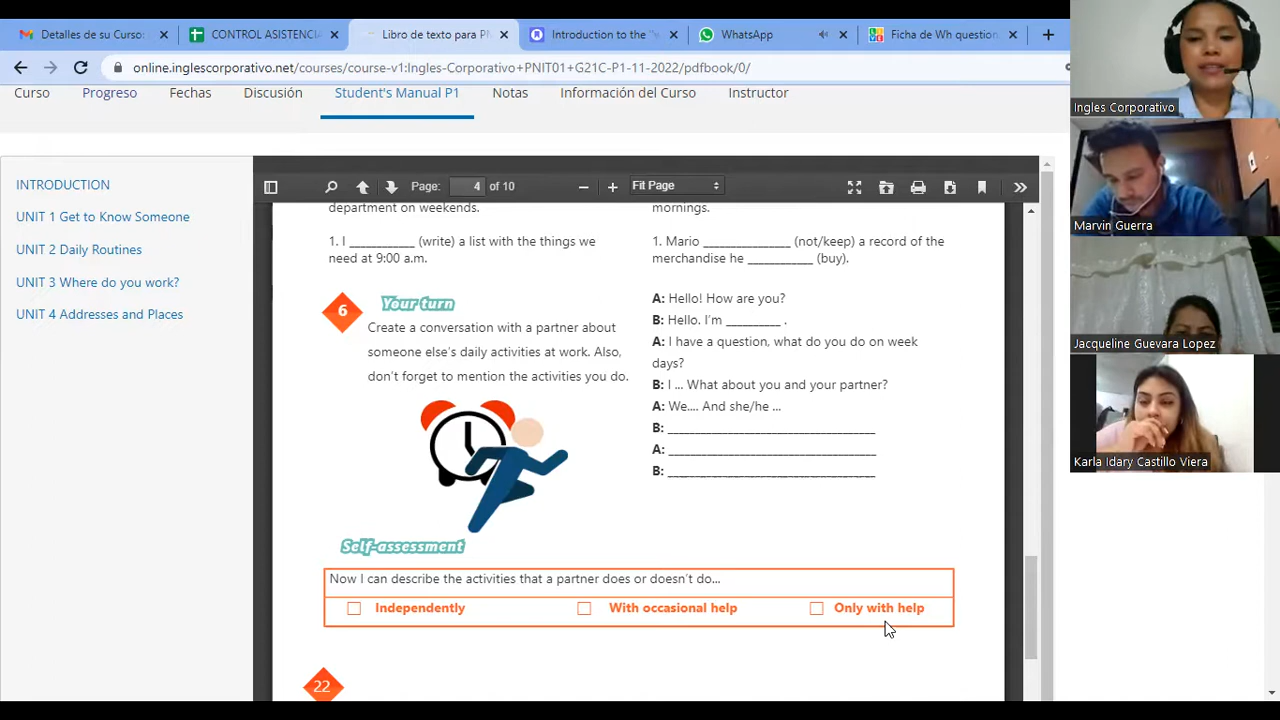 Detalles de su Curso:
CONTROL ASISTENCIA
Libro de texto para P
Introduction to the "w
WhatsApp
Ficha de Wh question
online.inglescorporativo.net/courses/course-v1:Ingles-Corporativo+PNIT01+G21C-P1-11-2022/pdfbook/0/
Curso
Progreso
Fechas
Discusión
Student's Manual P1
Notas
Información del Curso
Instructor
INTRODUCTION
UNIT 1 Get to Know Someone
UNIT 2 Daily Routines
UNIT 3 Where do you work?
UNIT 4 Addresses and Places
Page: 4 of 10
Fit Page
department on weekends.
1. I ____________ (write) a list with the things we
need at 9:00 a.m.
mornings.
1. Mario ________________ (not/keep) a record of the
merchandise he ____________ (buy).
6
Your turn
Create a conversation with a partner about
someone else's daily activities at work. Also,
don't forget to mention the activities you do.
A: Hello! How are you?
B: Hello. I'm __________ .
A: I have a question, what do you do on week
days?
B: I ... What about you and your partner?
A: We.... And she/he ...
B: ______________________________________
A: ______________________________________
B: ______________________________________
Self-assessment
Now I can describe the activities that a partner does or doesn't do...
Independently
With occasional help
Only with help
22
Ingles Corporativo
Marvin Guerra
Jacqueline Guevara Lopez
Karla Idary Castillo Viera